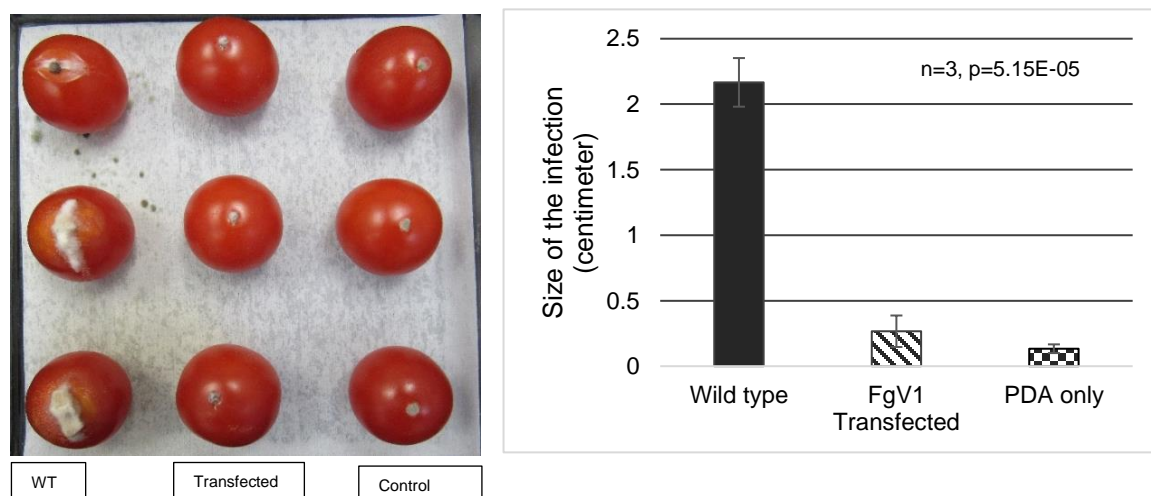 WT
Transfected
Control
2.5
2
1.5
1
0.5
0
Size of the infection
(centimeter)
n=3, p=5.15E-05
Wild type
FgV1
Transfected
PDA only